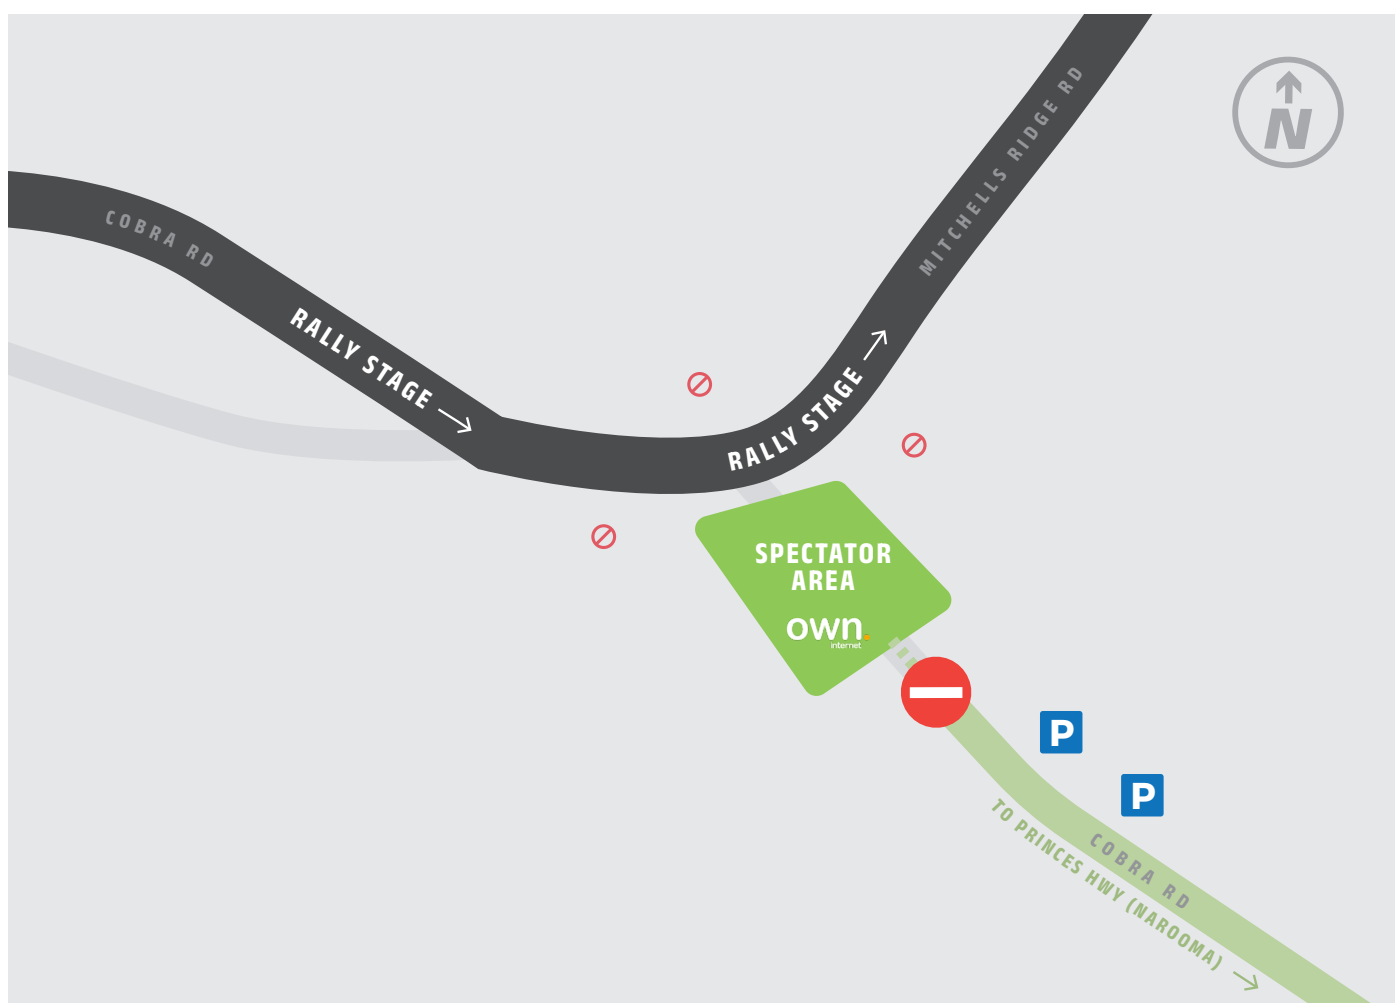 N
MITCHELLS RIDGE RD
COBRA RD
RALLY STAGE →
RALLY STAGE →
SPECTATOR
AREA
own.
internet
P
P
COBRA RD
TO PRINCES HWY (NAROOMA) →